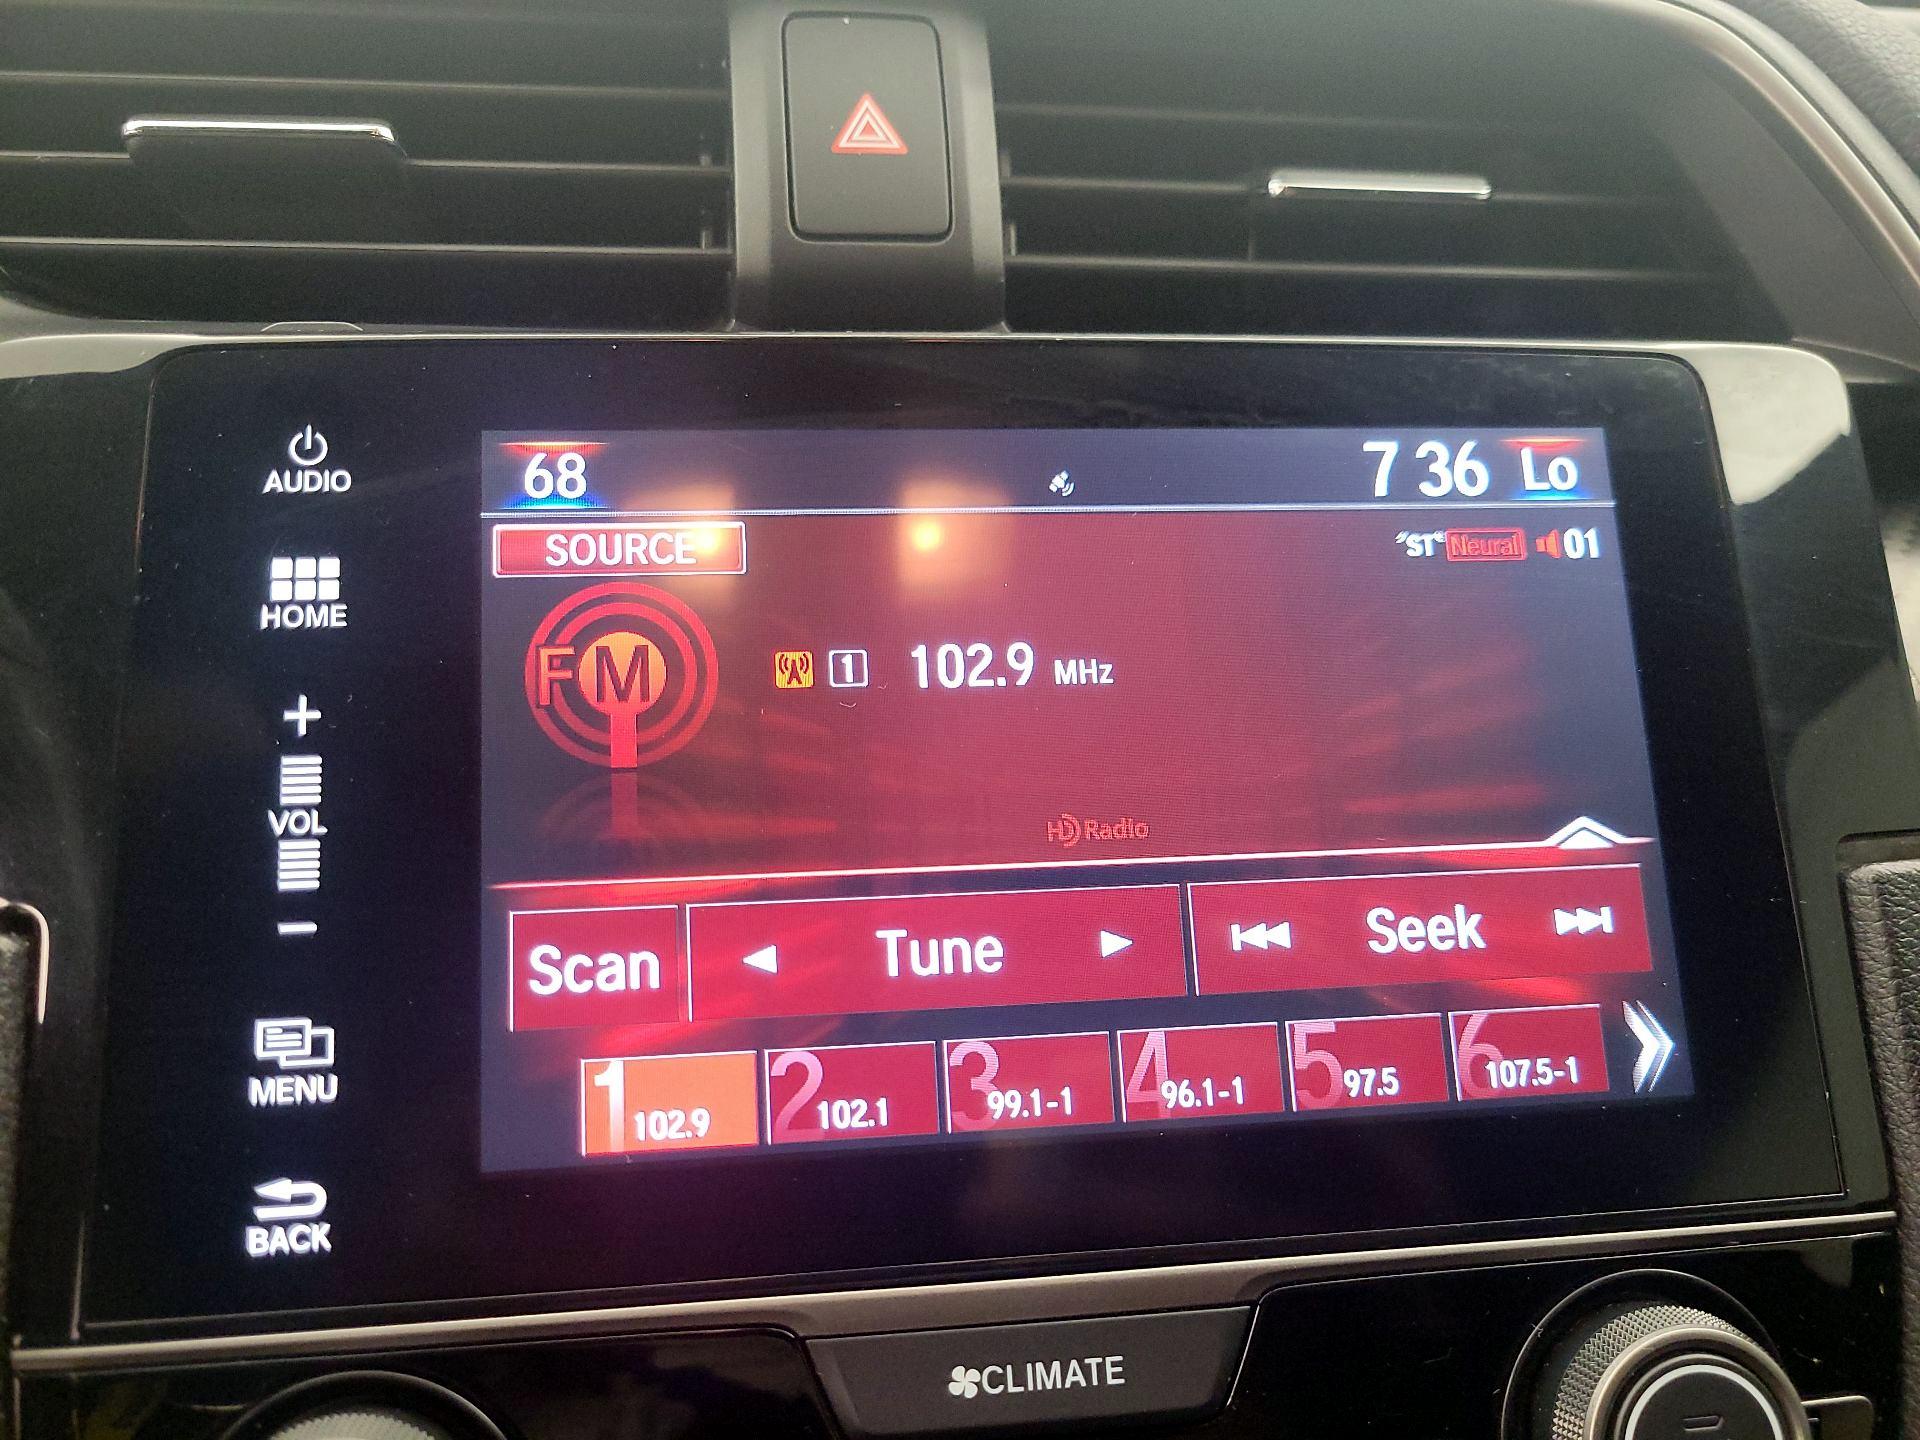 AUDIO
HOME
+
VOL
−
MENU
BACK
68
7 36 Lo
SOURCE
"ST" Neural 01
FM
1 102.9 MHz
HD Radio
Scan
Tune
Seek
1 102.9
2 102.1
3 99.1-1
4 96.1-1
5 97.5
6 107.5-1
CLIMATE